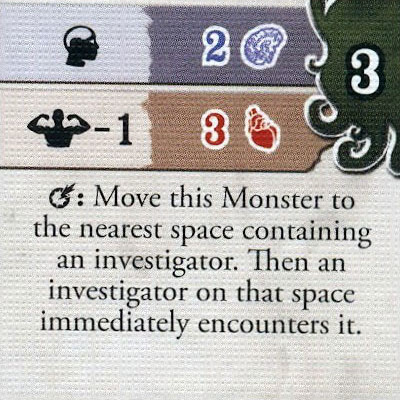 2
3
-1
3
: Move this Monster to
the nearest space containing
an investigator. Then an
investigator on that space
immediately encounters it.